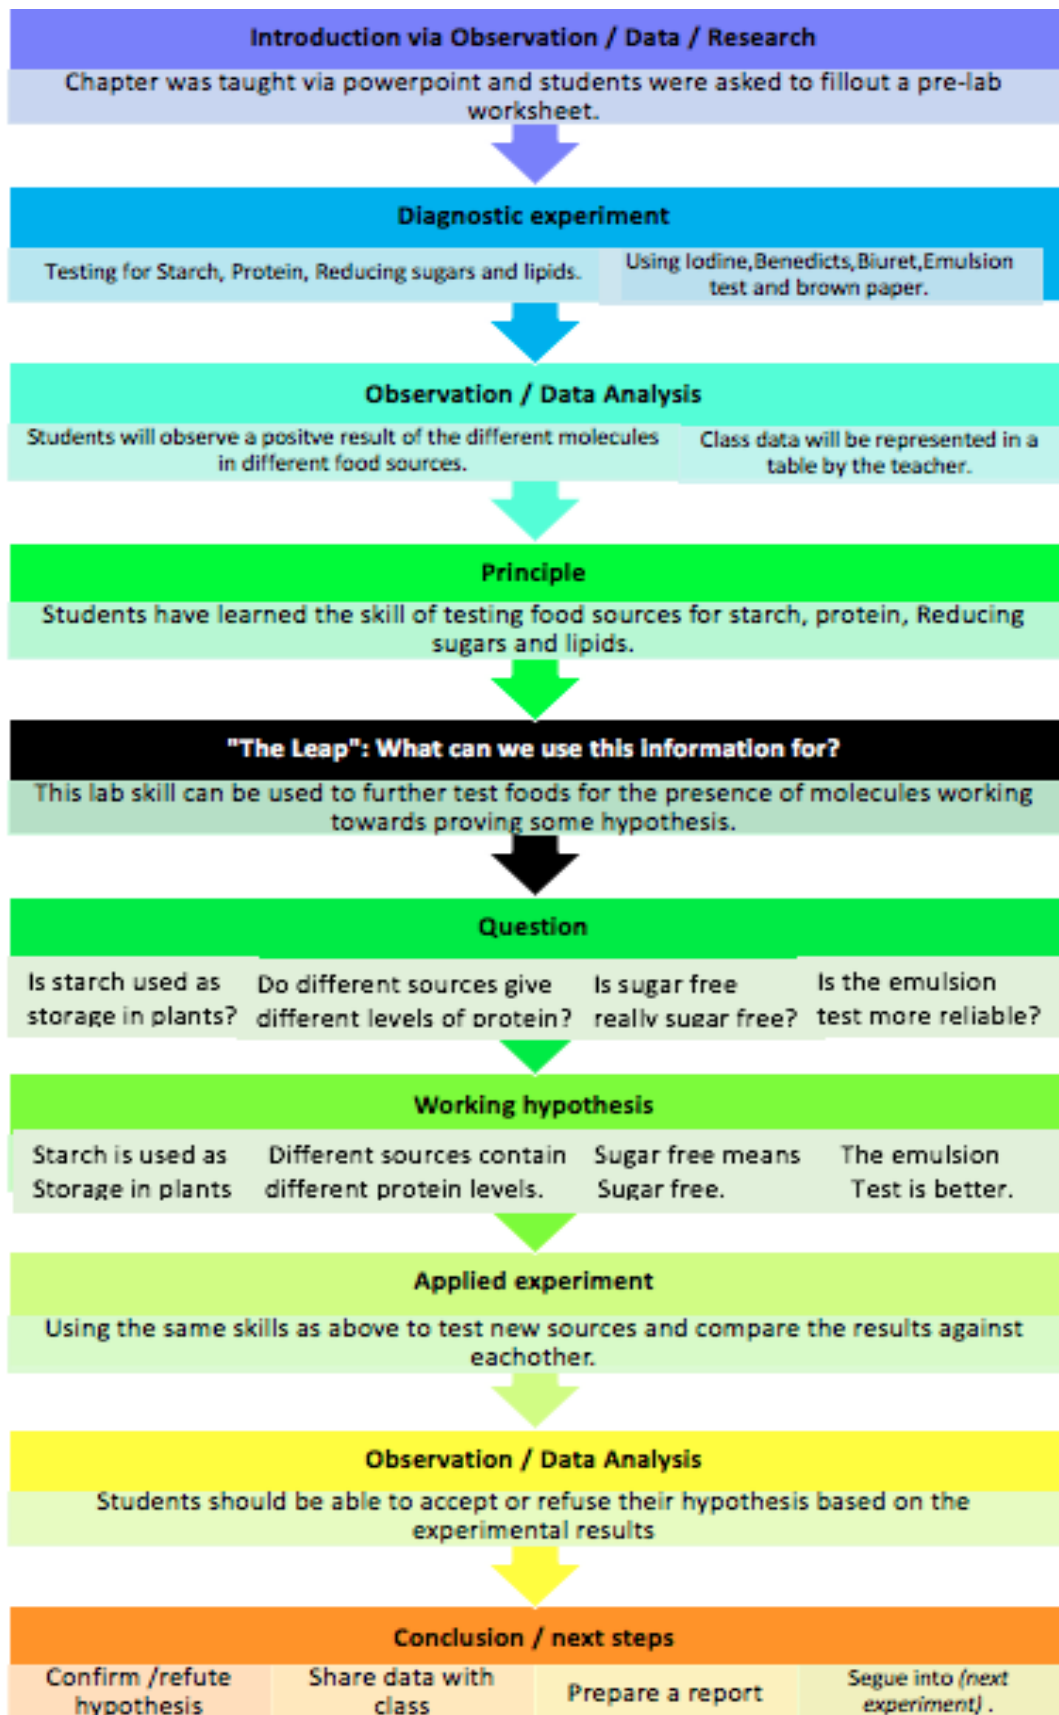 Introduction via Observation / Data / Research
Chapter was taught via powerpoint and students were asked to fillout a pre-lab
worksheet.
Diagnostic experiment
Testing for Starch, Protein, Reducing sugars and lipids.
Using Iodine,Benedicts,Biuret,Emulsion
test and brown paper.
Observation / Data Analysis
Students will observe a positve result of the different molecules
in different food sources.
Class data will be represented in a
table by the teacher.
Principle
Students have learned the skill of testing food sources for starch, protein, Reducing
sugars and lipids.
"The Leap": What can we use this information for?
This lab skill can be used to further test foods for the presence of molecules working
towards proving some hypothesis.
Question
Is starch used as
storage in plants?
Do different sources give
different levels of protein?
Is sugar free
really sugar free?
Is the emulsion
test more reliable?
Working hypothesis
Starch is used as
Storage in plants
Different sources contain
different protein levels.
Sugar free means
Sugar free.
The emulsion
Test is better.
Applied experiment
Using the same skills as above to test new sources and compare the results against
eachother.
Observation / Data Analysis
Students should be able to accept or refuse their hypothesis based on the
experimental results
Conclusion / next steps
Confirm /refute
hypothesis
Share data with
class
Prepare a report
Segue into (next
experiment) .